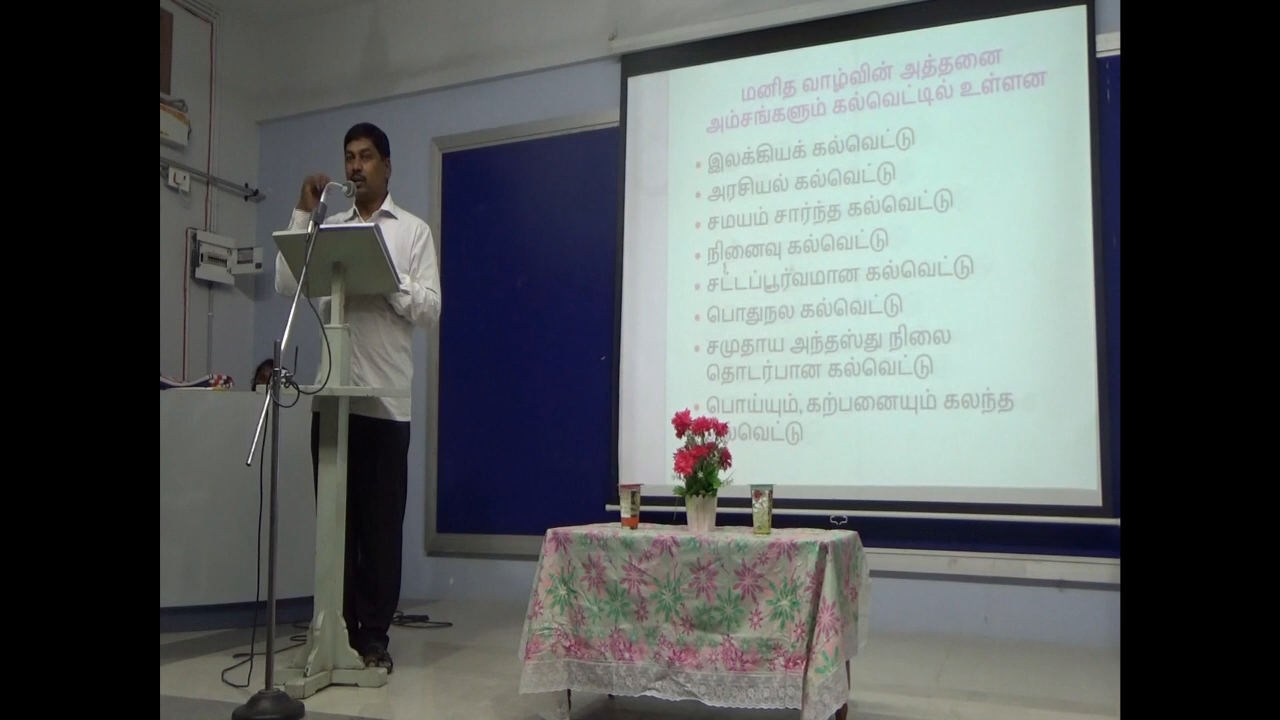 மனித வாழ்வின் அத்தனை
அம்சங்களும் கல்வெட்டில் உள்ளன
• இலக்கியக் கல்வெட்டு
• அரசியல் கல்வெட்டு
• சமயம் சார்ந்த கல்வெட்டு
• நினைவு கல்வெட்டு
• சட்டப்பூர்வமான கல்வெட்டு
• பொதுநல கல்வெட்டு
• சமுதாய அந்தஸ்து நிலை
தொடர்பான கல்வெட்டு
• பொய்யும், கற்பனையும் கலந்த